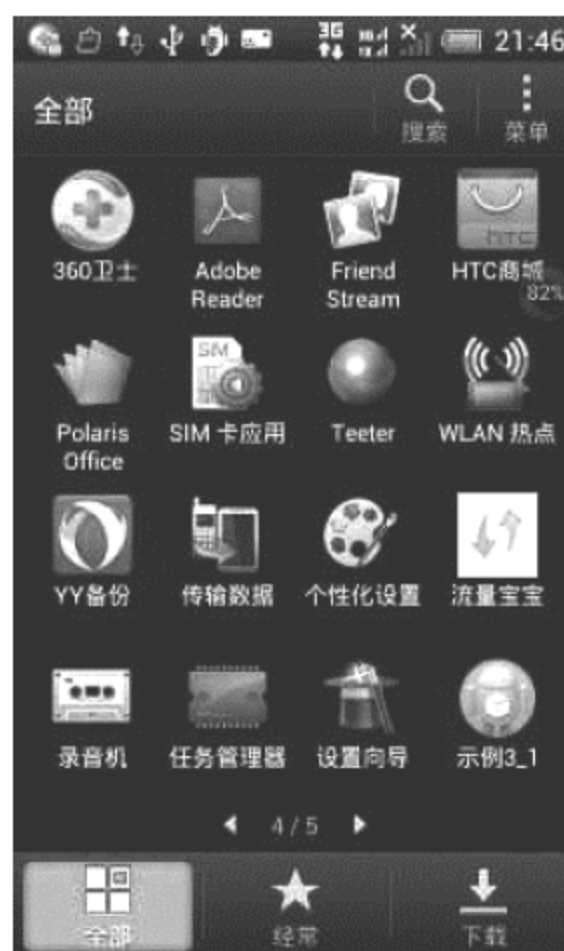 3G
21:46
全部
搜索
菜单
SIM
htc
360卫士
Adobe
Reader
Friend
Stream
HTC商城
82%
Polaris
Office
SIM 卡应用
Teeter
WLAN 热点
YY备份
传输数据
个性化设置
流量宝宝
录音机
任务管理器
设置向导
示例3_1
4/5
全部
经常
下载